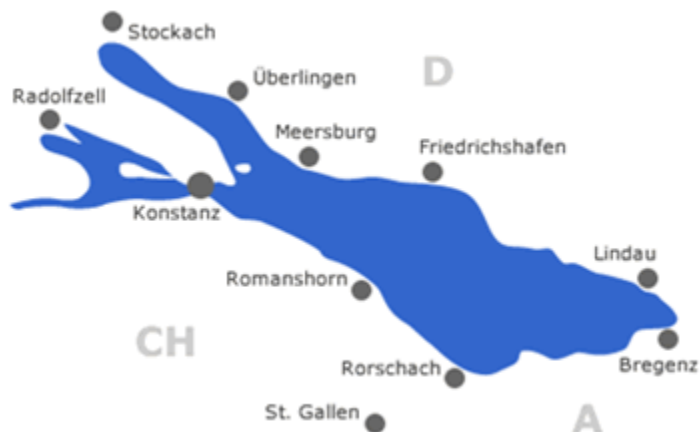 Stockach
D
Überlingen
Radolfzell
Meersburg
Friedrichshafen
Konstanz
Lindau
Romanshorn
CH
Bregenz
Rorschach
St. Gallen
A